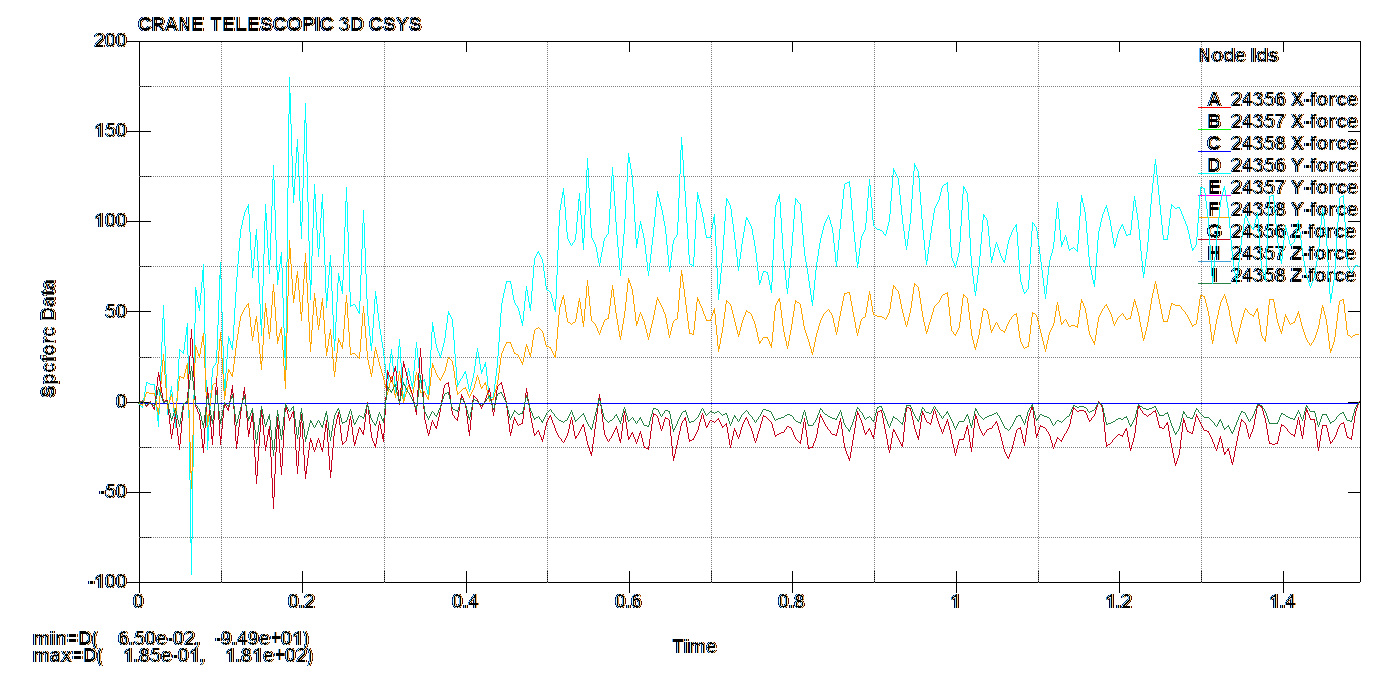 CRANE TELESCOPIC 3D CSYS
200
150
100
50
0
-50
-100
Spcforc Data
Node Ids
A 24356 X-force
B 24357 X-force
C 24358 X-force
D 24356 Y-force
E 24357 Y-force
F 24358 Y-force
G 24356 Z-force
H 24357 Z-force
I 24358 Z-force
0 0.2 0.4 0.6 0.8 1 1.2 1.4
Time
min=D( 6.50e-02, -9.49e+01)
max=D( 1.85e-01, 1.81e+02)